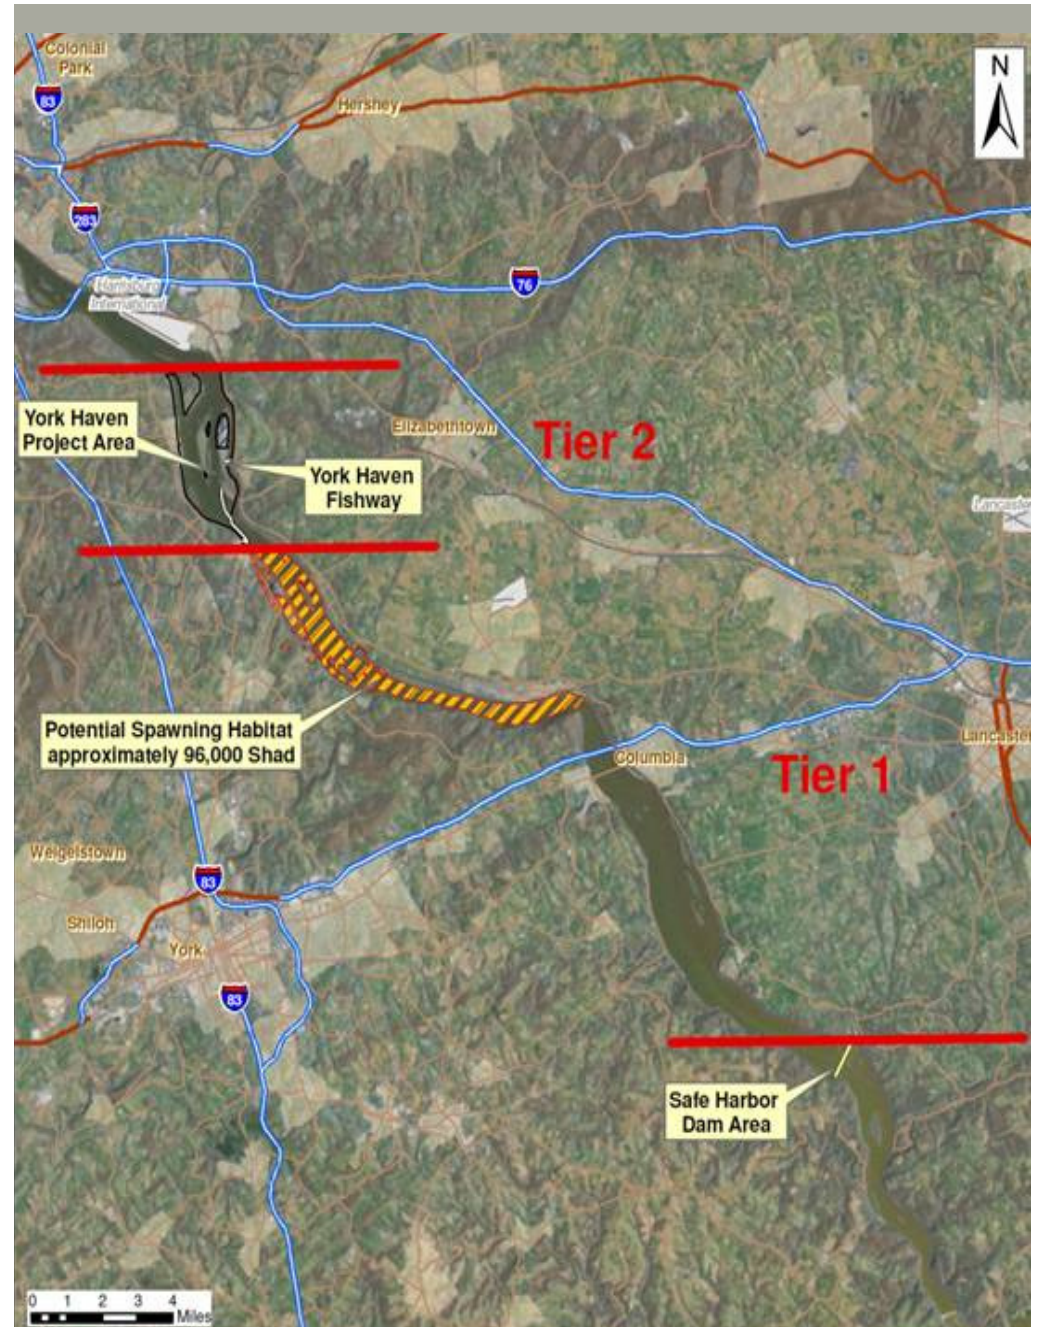 Colonial
Park
N
83
Hershey
283
76
Harrisburg
International
York Haven
Project Area
Elizabethtown
Tier 2
York Haven
Fishway
Lancaster
Potential Spawning Habitat
approximately 96,000 Shad
Columbia
Lancaster
Tier 1
Weigelstown
83
Shiloh
York
83
Safe Harbor
Dam Area
0 1 2 3 4
Miles